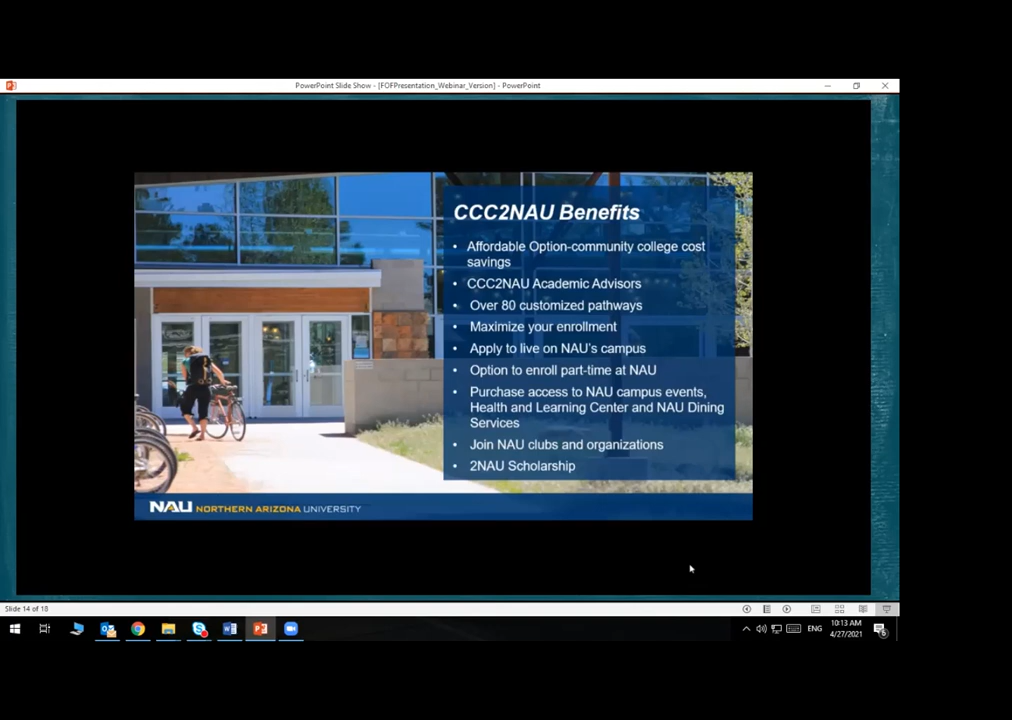 PowerPoint Slide Show - [FOFPresentation_Webinar_Version] - PowerPoint
CCC2NAU Benefits
• Affordable Option-community college cost
savings
• CCC2NAU Academic Advisors
• Over 80 customized pathways
• Maximize your enrollment
• Apply to live on NAU's campus
• Option to enroll part-time at NAU
• Purchase access to NAU campus events,
Health and Learning Center and NAU Dining
Services
• Join NAU clubs and organizations
• 2NAU Scholarship
NAU NORTHERN ARIZONA UNIVERSITY
Slide 14 of 18
ENG
10:13 AM
4/27/2021